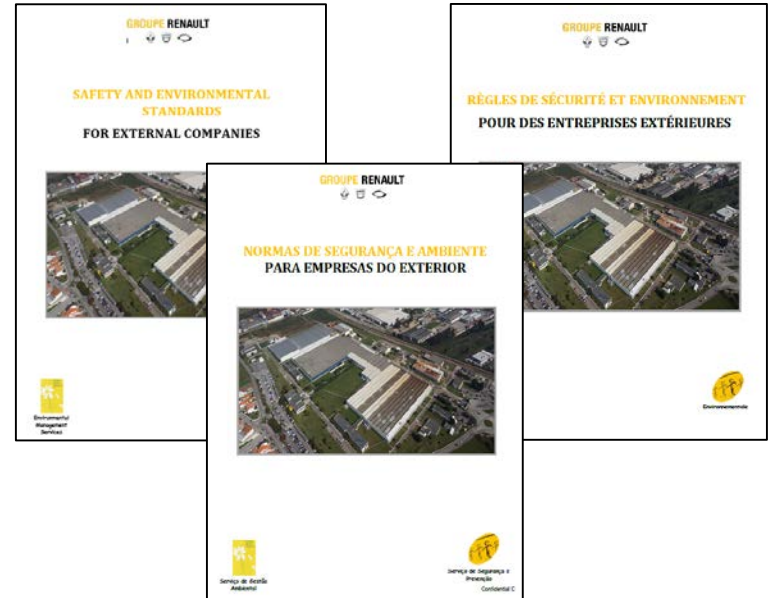 GROUPE RENAULT
SAFETY AND ENVIRONMENTAL
STANDARDS
FOR EXTERNAL COMPANIES
Environmental
Management
Services
GROUPE RENAULT
RÈGLES DE SÉCURITÉ ET ENVIRONNEMENT
POUR DES ENTREPRISES EXTÉRIEURES
Environnementale
GROUPE RENAULT
NORMAS DE SEGURANÇA E AMBIENTE
PARA EMPRESAS DO EXTERIOR
Serviço de Gestão
Ambiental
Serviço de Segurança e
Prevenção
Confidential C